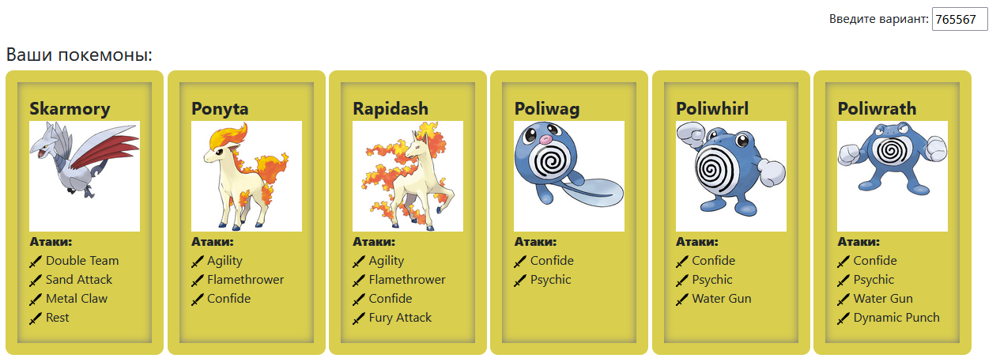 Введите вариант: 765567
Ваши покемоны:
Skarmory
Атаки:
Double Team
Sand Attack
Metal Claw
Rest
Ponyta
Атаки:
Agility
Flamethrower
Confide
Rapidash
Атаки:
Agility
Flamethrower
Confide
Fury Attack
Poliwag
Атаки:
Confide
Psychic
Poliwhirl
Атаки:
Confide
Psychic
Water Gun
Poliwrath
Атаки:
Confide
Psychic
Water Gun
Dynamic Punch